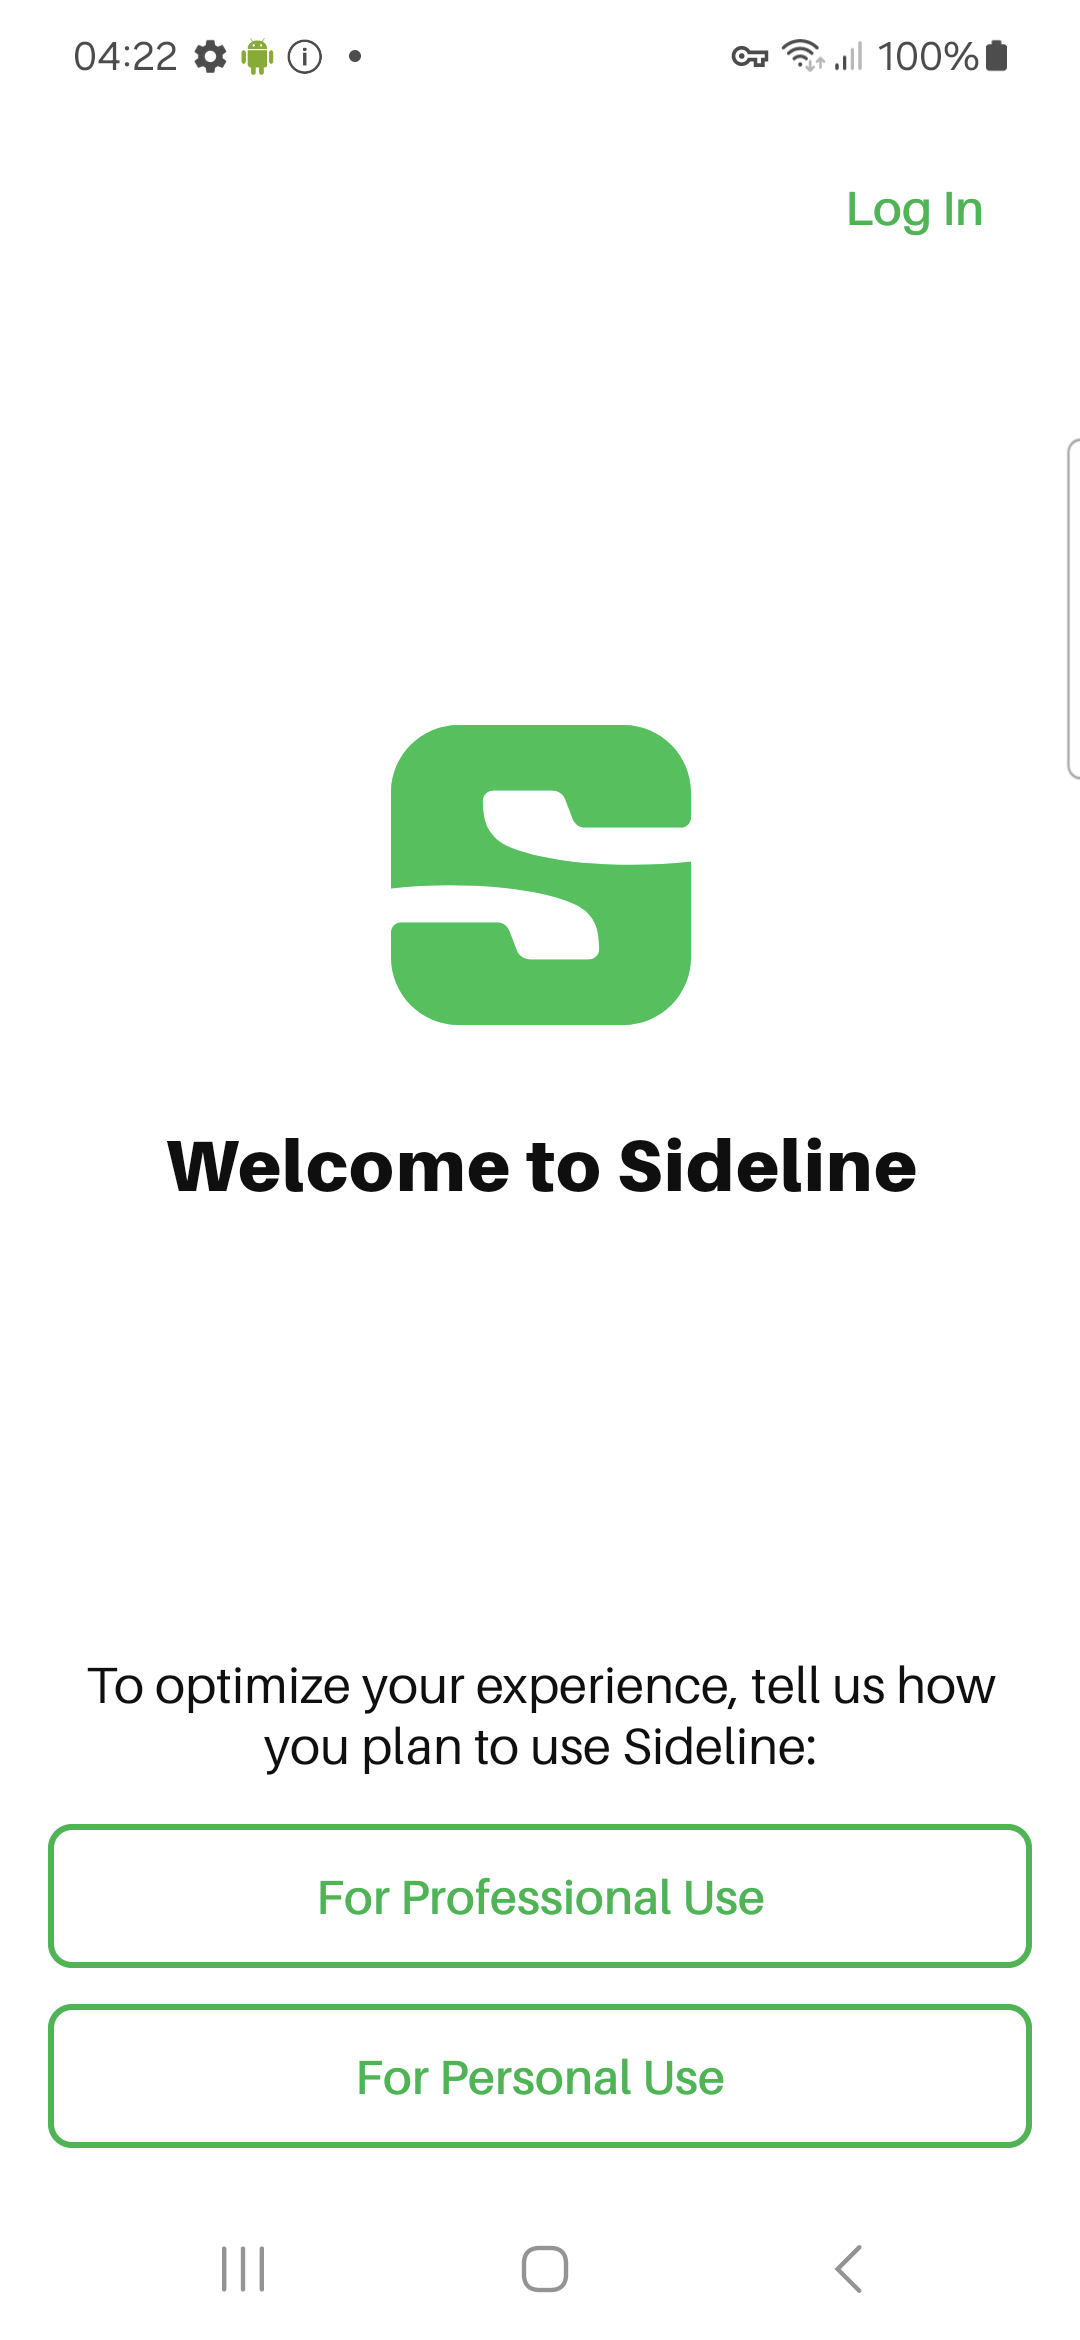 04:22
100%
Log In
Welcome to Sideline
To optimize your experience, tell us how
you plan to use Sideline:
For Professional Use
For Personal Use